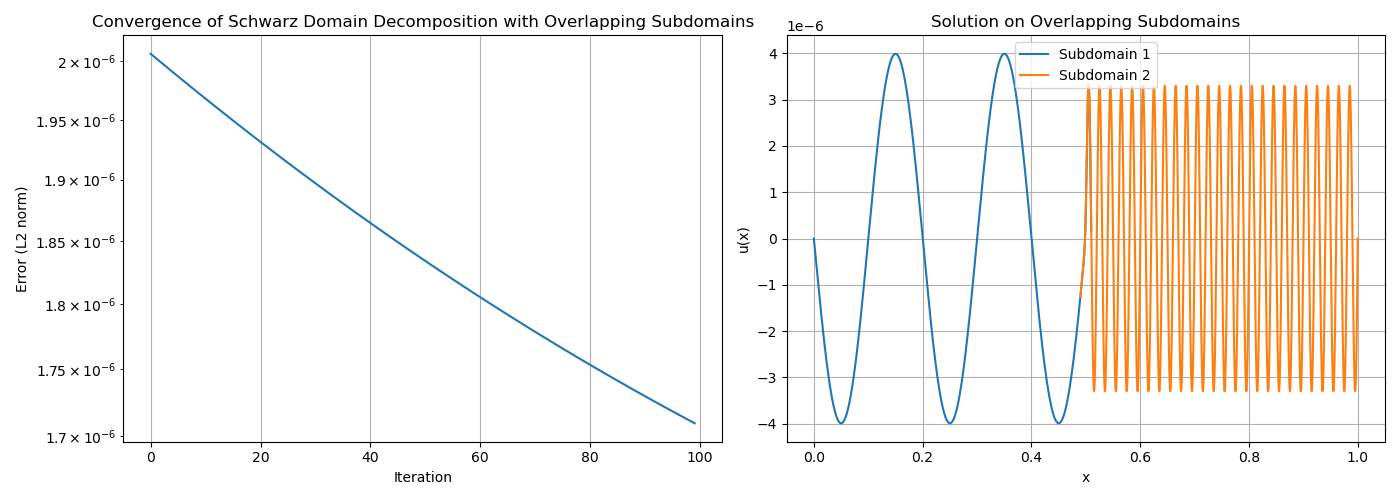 Convergence of Schwarz Domain Decomposition with Overlapping Subdomains
2 × 10⁻⁶
1.95 × 10⁻⁶
1.9 × 10⁻⁶
1.85 × 10⁻⁶
1.8 × 10⁻⁶
1.75 × 10⁻⁶
1.7 × 10⁻⁶
Error (L2 norm)
0 20 40 60 80 100
Iteration
Solution on Overlapping Subdomains
1e−6
Subdomain 1
Subdomain 2
4
3
2
1
0
−1
−2
−3
−4
u(x)
0.0 0.2 0.4 0.6 0.8 1.0
x